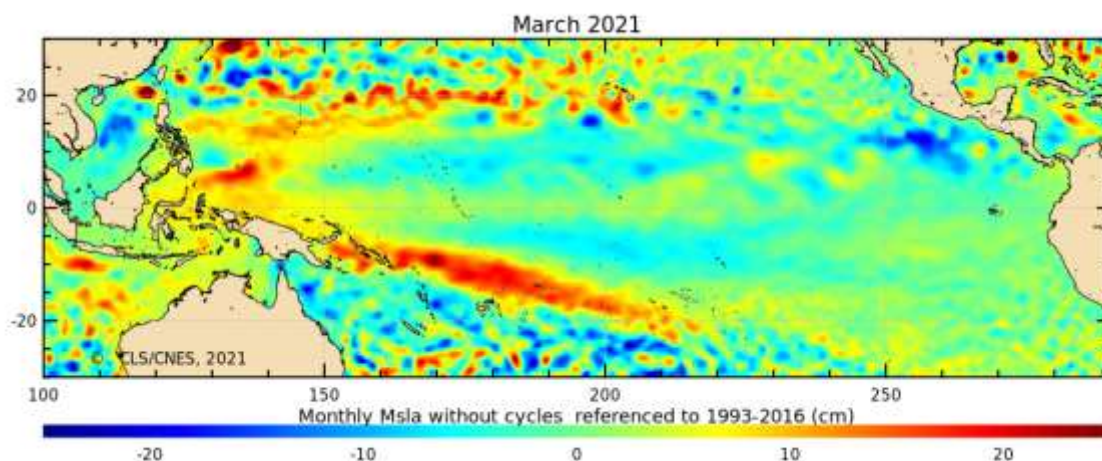 March 2021
20
0
-20
© CLS/CNES, 2021
100 150 200 250
Monthly Msla without cycles referenced to 1993-2016 (cm)
-20 -10 0 10 20